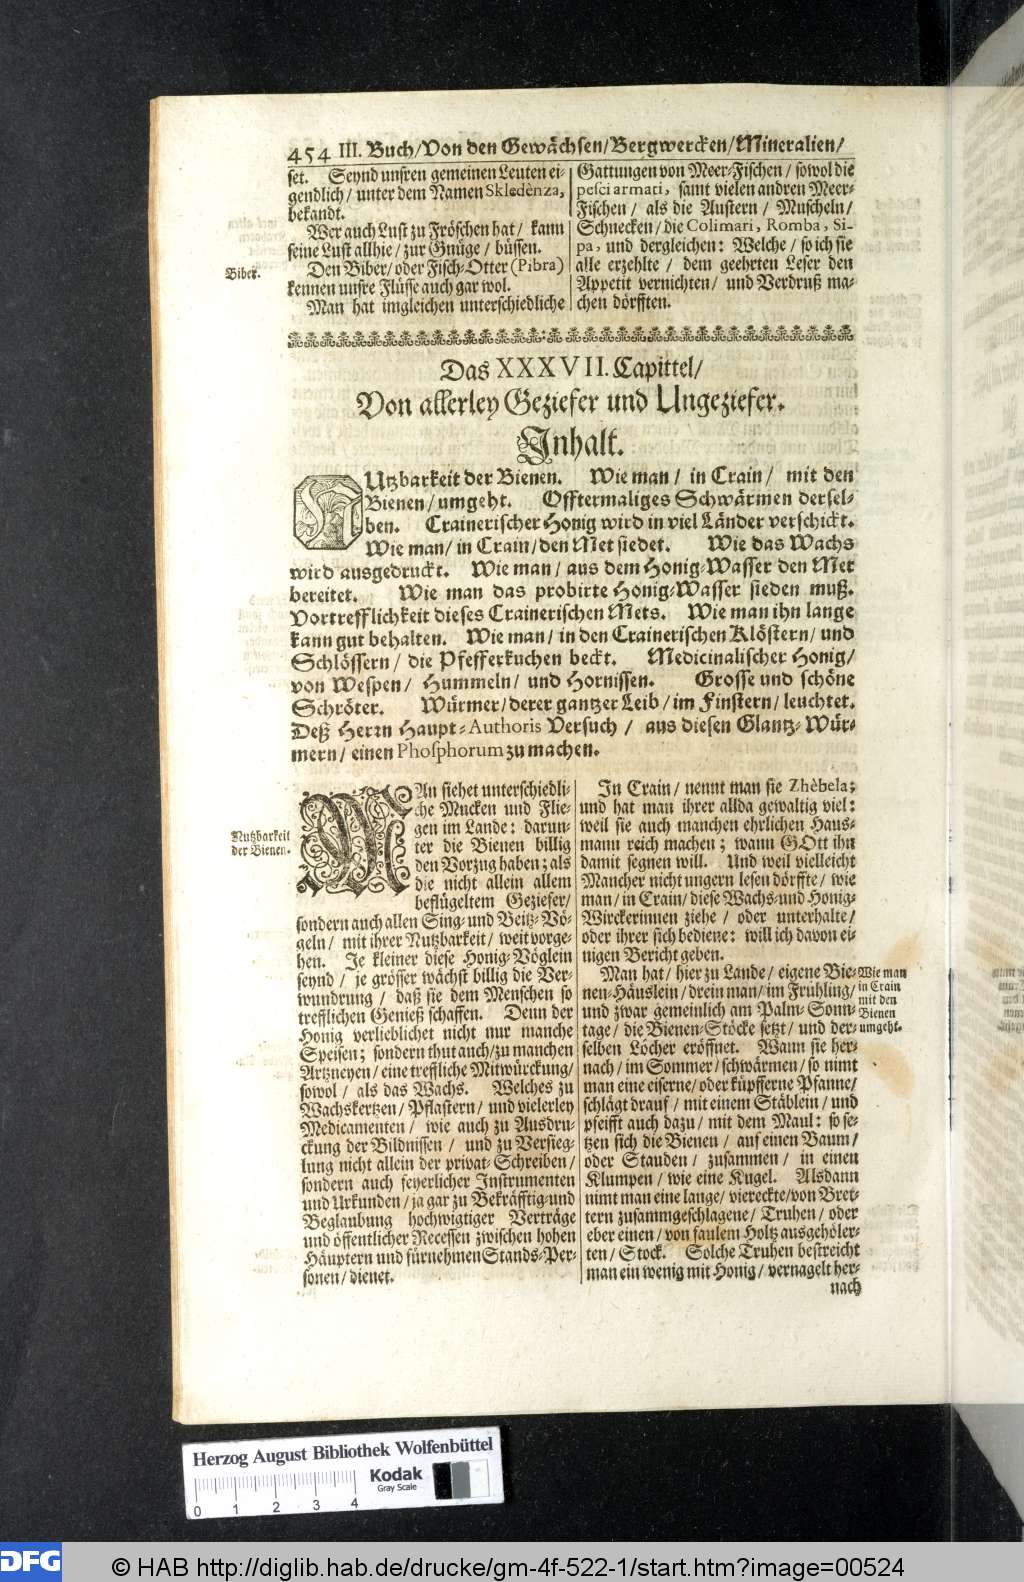 454 III. Buch/Von den Gewächsen/Bergwercken/Mineralien/
set. Seynd unsren gemeinen Leuten ei-
gendlich/ unter dem Namen Skledènza,
bekandt.
Wer auch Lust zu Fröschen hat/ kann
seine Lust allhie/ zur Gnüge/ büssen.
Biber.
Den Biber/ oder Fisch-Otter (Pibra)
kennen unsre Flüsse auch gar wol.
Man hat imgleichen unterschiedliche
Gattungen von Meer-Fischen/ sowol die
pesci armati, samt vielen andren Meer-
Fischen/ als die Austern/ Muscheln/
Schnecken/ die Colimari, Romba, Si-
pa, und dergleichen: Welche/ so ich sie
alle erzehlte/ dem geehrten Leser den
Appetit vernichten/ und Verdruß ma-
chen dörfften.
Das XXXVII. Capittel/
Von allerley Geziefer und Ungeziefer.
Inhalt.
NUtzbarkeit der Bienen. Wie man/ in Crain/ mit den
Bienen/ umgeht. Offtermaliges Schwärmen dersel-
ben. Crainerischer Honig wird in viel Länder verschickt.
Wie man/ in Crain/ den Met siedet. Wie das Wachs
wird ausgedruckt. Wie man/ aus dem Honig-Wasser den Met
bereitet. Wie man das probirte Honig-Wasser sieden muß.
Vortrefflichkeit dieses Crainerischen Mets. Wie man ihn lange
kann gut behalten. Wie man/ in den Crainerischen Klöstern/ und
Schlössern/ die Pfefferkuchen beckt. Medicinalischer Honig/
von Wespen/ Hummeln/ und Hornissen. Grosse und schöne
Schröter. Würmer/ derer gantzer Leib/ im Finstern/ leuchtet.
Deß Herrn Haupt-Authoris Versuch/ aus diesen Glantz-Wür-
mern/ einen Phosphorum zu machen.
Nutzbarkeit
der Bienen.
MAn siehet unterschiedli-
che Mucken und Flie-
gen im Lande: darun-
ter die Bienen billig
den Vorzug haben; als
die nicht allein allem
beflügeltem Geziefer/
sondern auch allen Sing- und Beitz-Vö-
geln/ mit ihrer Nutzbarkeit/ weit vorge-
hen. Je kleiner diese Honig-Vöglein
seynd/ je grösser wächst billig die Ver-
wundrung/ daß sie dem Menschen so
trefflichen Genieß schaffen. Denn der
Honig verlieblichet nicht nur manche
Speisen; sondern thut auch/ zu manchen
Artzneyen/ eine treffliche Mitwürckung/
sowol/ als das Wachs. Welches zu
Wachskertzen/ Pflastern/ und vielerley
Medicamenten/ wie auch zu Ausdru-
ckung der Bildnissen/ und zu Versieg-
lung nicht allein der privat-Schreiben/
sondern auch feyerlicher Instrumenten
und Urkunden/ ja gar zu Bekräfftig- und
Beglaubung hochwigtiger Verträge
und öffentlicher Recessen zwischen hohen
Häuptern und fürnehmen Stands-Per-
sonen/ dienet.
In Crain/ nennt man sie Zhèbela;
und hat man ihrer allda gewaltig viel:
weil sie auch manchen ehrlichen Haus-
mann reich machen; wann GOtt ihn
damit segnen will. Und weil vielleicht
Mancher nicht ungern lesen dörffte/ wie
man/ in Crain/ diese Wachs- und Honig-
Wirckerinnen ziehe/ oder unterhalte/
oder ihrer sich bediene: will ich davon ei-
nigen Bericht geben.
Man hat/ hier zu Lande/ eigene Bie-
nen-Häuslein/ drein man/ im Fruhling/
und zwar gemeinlich am Palm-Sonn-
tage/ die Bienen-Stöcke setzt/ und der-
selben Löcher eröffnet. Wann sie her-
nach/ im Sommer/ schwärmen/ so nimt
man eine eiserne/ oder küpfferne Pfanne/
schlägt drauf/ mit einem Stäblein/ und
pfeifft auch dazu/ mit dem Maul: so se-
tzen sich die Bienen/ auf einen Baum/
oder Stauden/ zusammen/ in einen
Klumpen/ wie eine Kugel. Alsdann
nimt man eine lange/ viereckte/ von Bret-
tern zusammgeschlagene/ Truhen/ oder
eber einen/ von faulem Holtz ausgehöler-
ten/ Stock. Solche Truhen bestreicht
man ein wenig mit Honig/ vernagelt her-
nach
Wie man
in Crain
mit den
Bienen
umgeht.
Herzog August Bibliothek Wolfenbüttel
Kodak
Gray Scale
0 1 2 3 4
DFG
© HAB http://diglib.hab.de/drucke/gm-4f-522-1/start.htm?image=00524